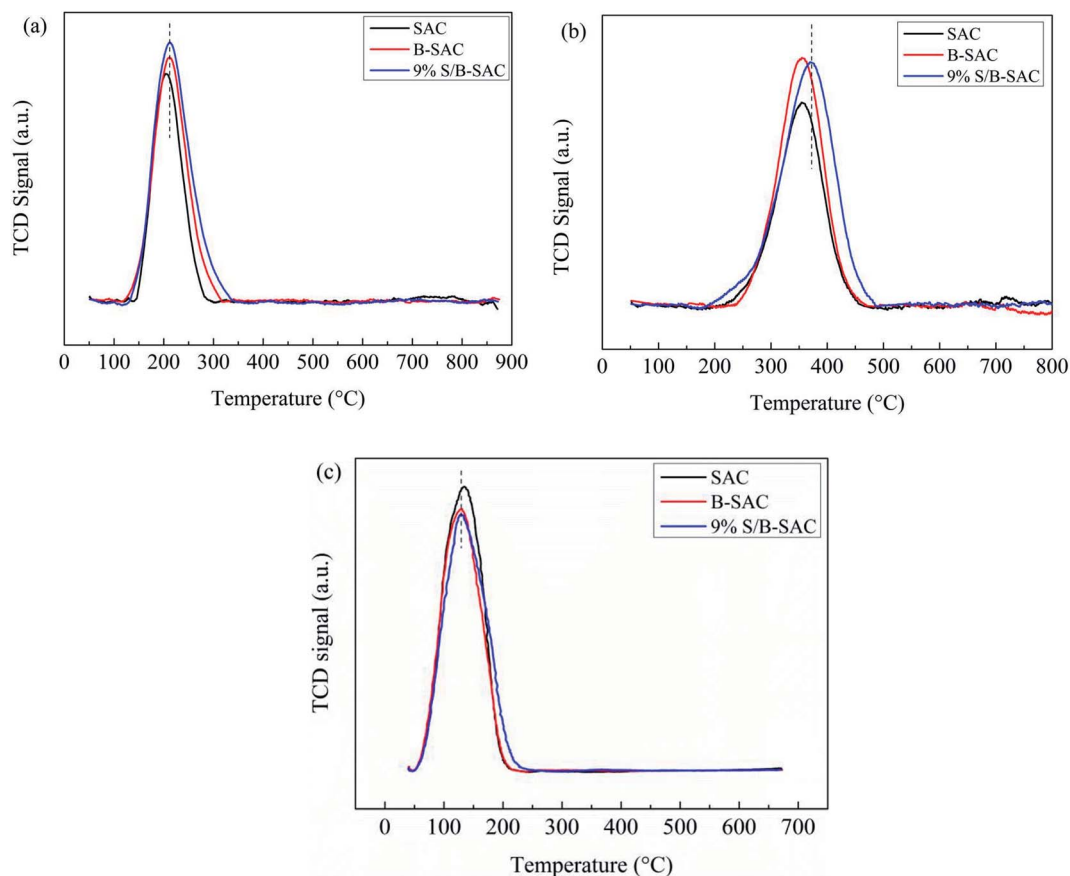 (a)
SAC
B-SAC
9% S/B-SAC
TCD Signal (a.u.)
0 100 200 300 400 500 600 700 800 900
Temperature (°C)
(b)
SAC
B-SAC
9% S/B-SAC
TCD Signal (a.u.)
0 100 200 300 400 500 600 700 800
Temperature (°C)
(c)
SAC
B-SAC
9% S/B-SAC
TCD signal (a.u.)
0 100 200 300 400 500 600 700
Temperature (°C)